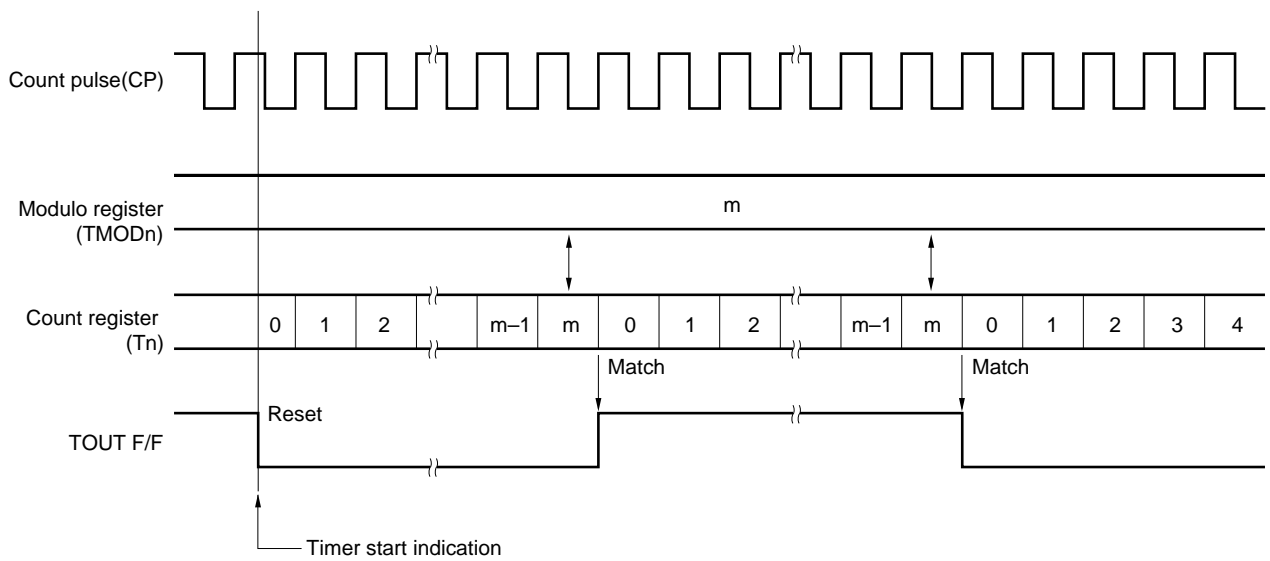 Count pulse(CP)
Modulo register
(TMODn)
m
Count register
(Tn)
0 1 2 m–1 m 0 1 2 m–1 m 0 1 2 3 4
Match Match
Reset
TOUT F/F
Timer start indication